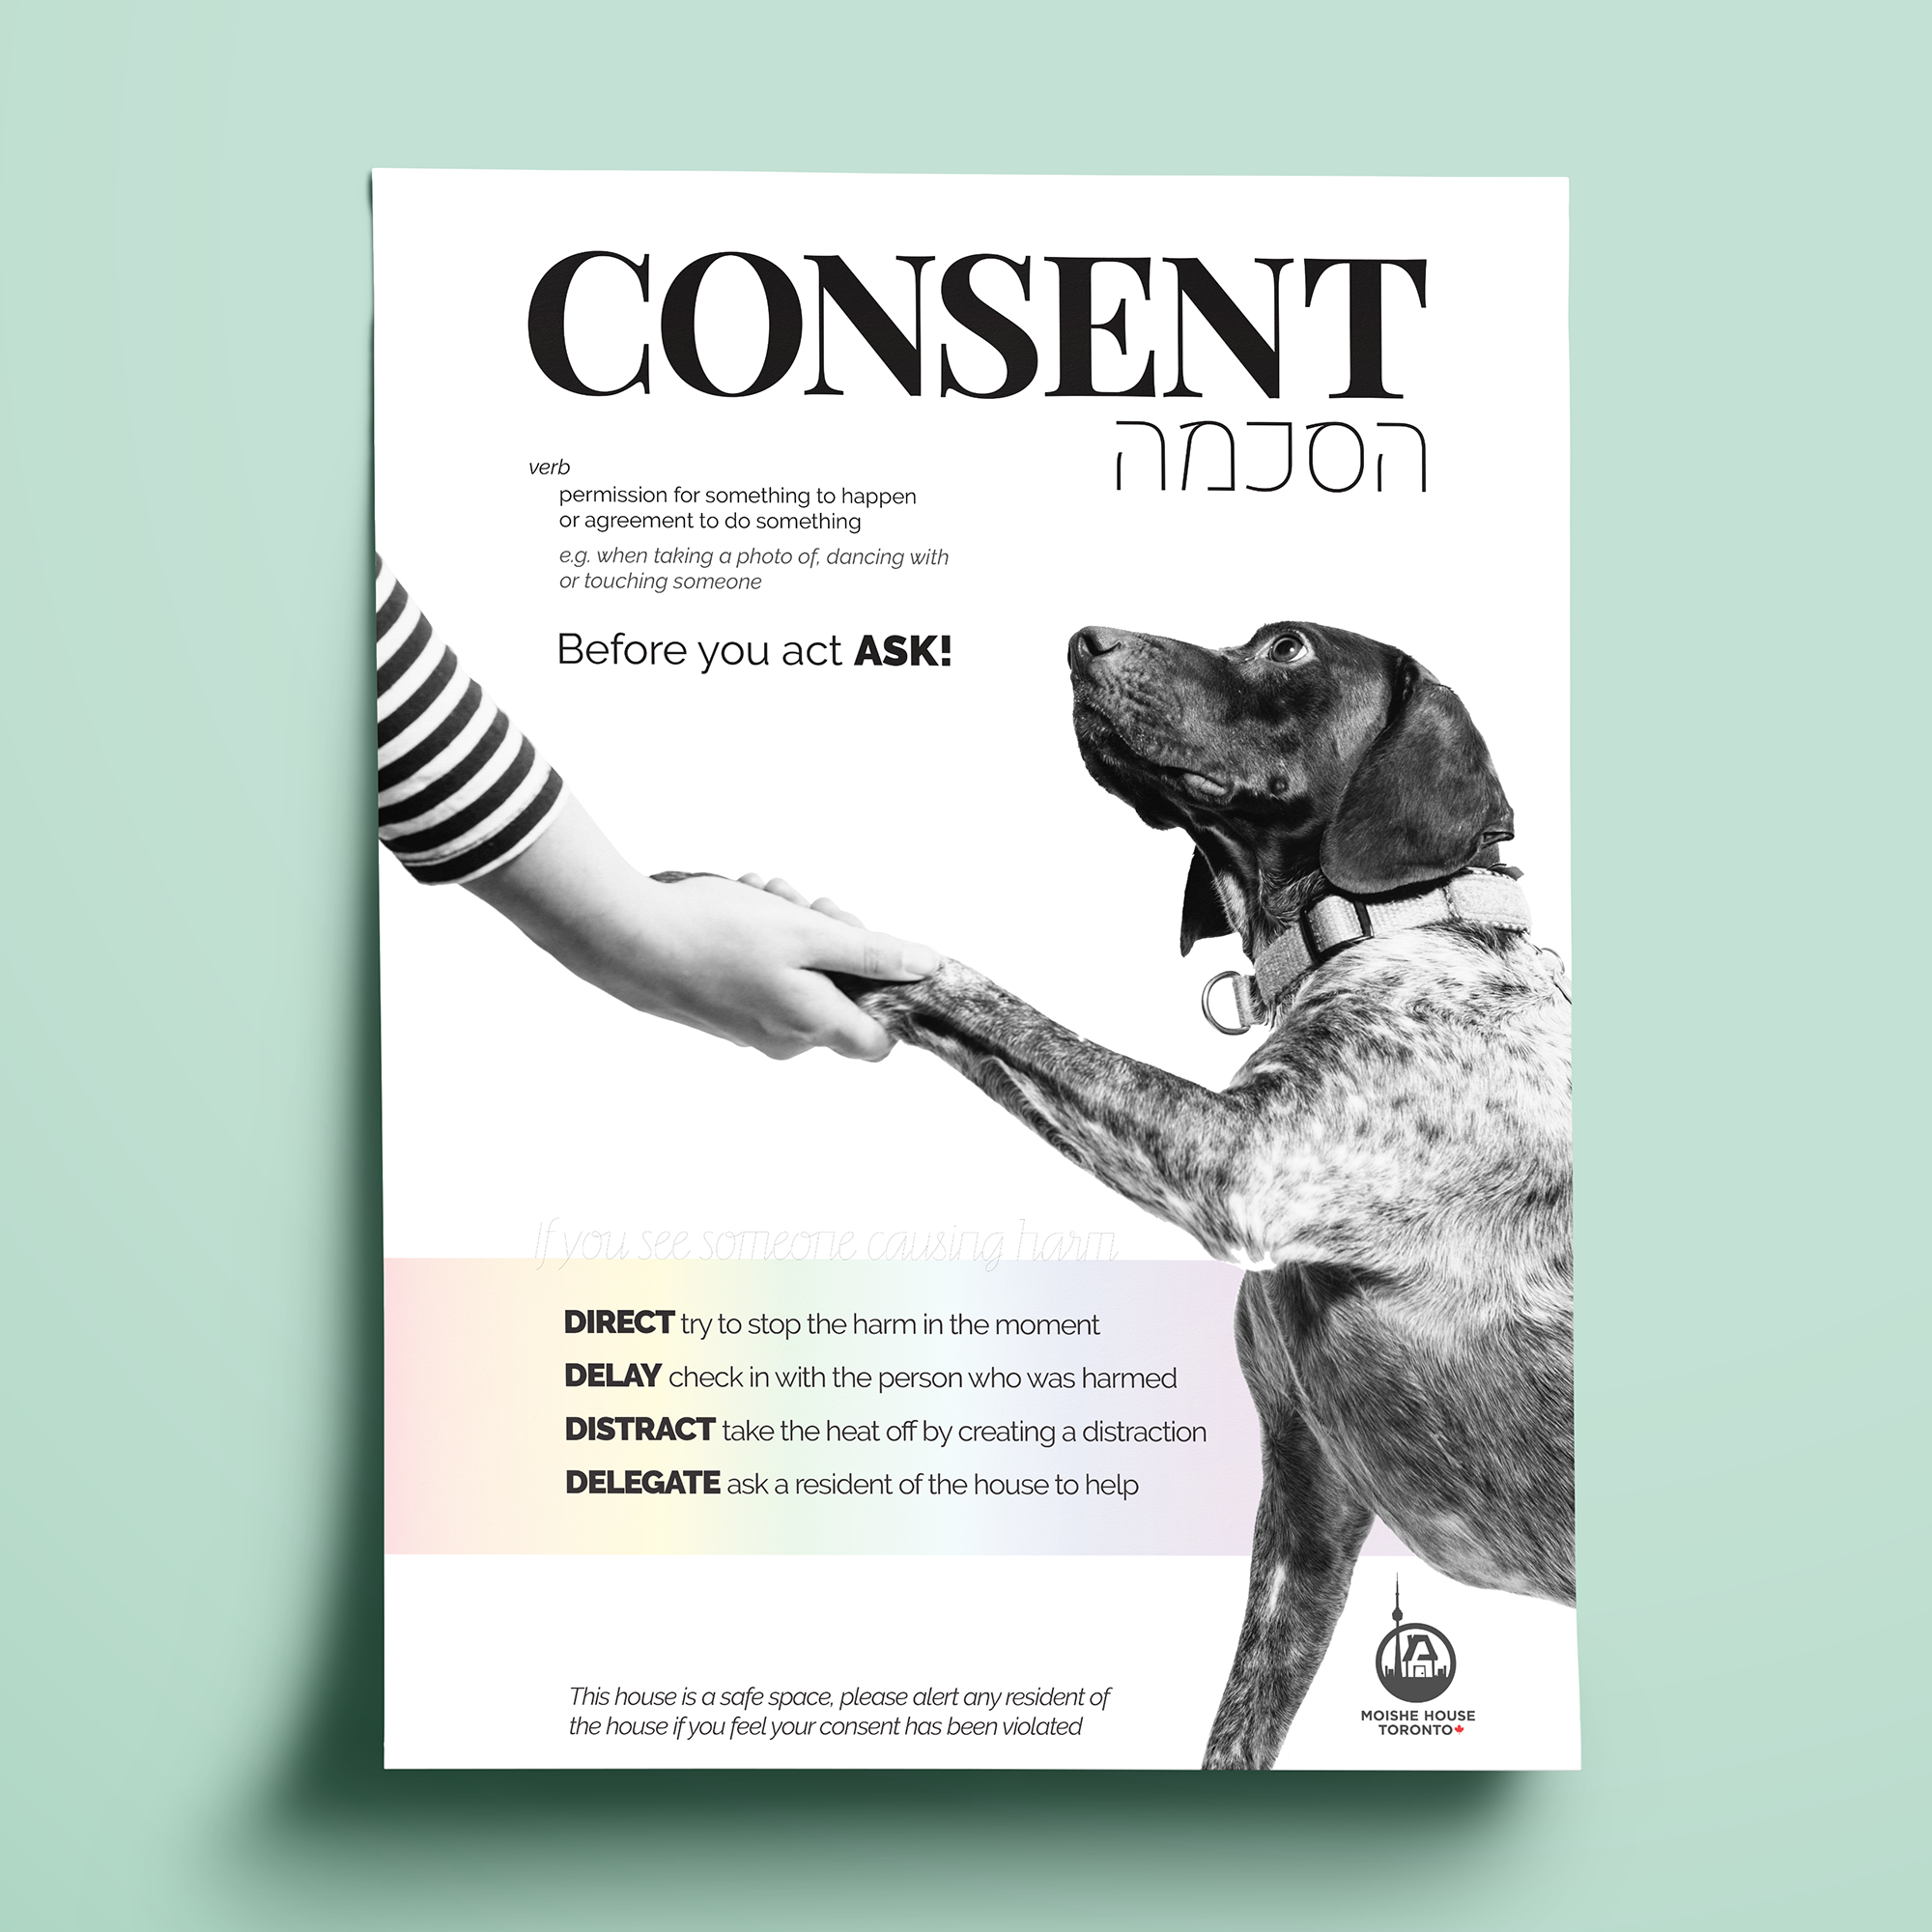 CONSENT
הסכמה
verb
permission for something to happen
or agreement to do something
e.g. when taking a photo of, dancing with
or touching someone
Before you act ASK!
If you see someone causing harm
DIRECT try to stop the harm in the moment
DELAY check in with the person who was harmed
DISTRACT take the heat off by creating a distraction
DELEGATE ask a resident of the house to help
This house is a safe space, please alert any resident of
the house if you feel your consent has been violated
MOISHE HOUSE
TORONTO